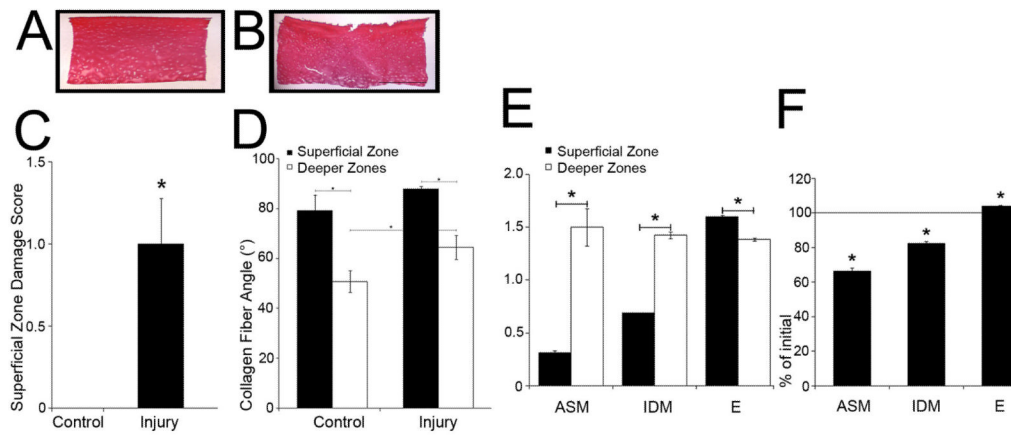 A
B
C
Superficial Zone Damage Score
1.5
1.0
0.5
0
*
Control
Injury
D
Superficial Zone
Deeper Zones
Collagen Fiber Angle (°)
100
80
60
40
20
0
*
*
*
Control
Injury
E
Superficial Zone
Deeper Zones
2.0
1.5
1.0
0.5
0
*
*
*
ASM
IDM
E
F
% of initial
120
100
80
60
40
20
0
*
*
*
ASM
IDM
E